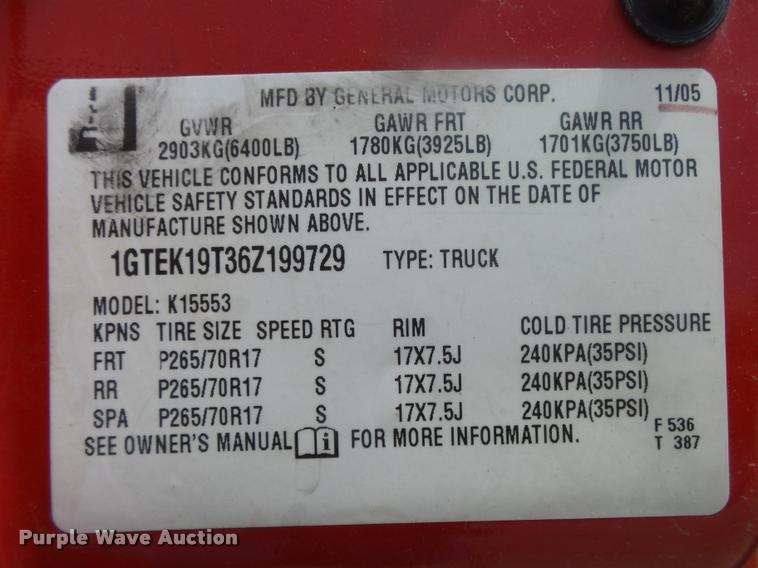 MFD BY GENERAL MOTORS CORP. 11/05
GVWR GAWR FRT GAWR RR
2903KG(6400LB) 1780KG(3925LB) 1701KG(3750LB)
THIS VEHICLE CONFORMS TO ALL APPLICABLE U.S. FEDERAL MOTOR
VEHICLE SAFETY STANDARDS IN EFFECT ON THE DATE OF
MANUFACTURE SHOWN ABOVE.
1GTEK19T36Z199729 TYPE: TRUCK
MODEL: K15553
KPNS TIRE SIZE SPEED RTG RIM COLD TIRE PRESSURE
FRT P265/70R17 S 17X7.5J 240KPA(35PSI)
RR P265/70R17 S 17X7.5J 240KPA(35PSI)
SPA P265/70R17 S 17X7.5J 240KPA(35PSI)
SEE OWNER'S MANUAL i FOR MORE INFORMATION.
F 536
T 387
Purple Wave Auction